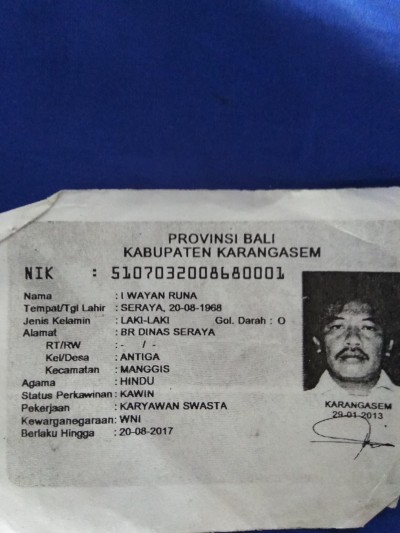 PROVINSI BALI
KABUPATEN KARANGASEM
NIK : 5107032008680001
Nama : I WAYAN RUNA
Tempat/Tgl Lahir : SERAYA, 20-08-1968
Jenis Kelamin : LAKI-LAKI Gol. Darah : O
Alamat : BR DINAS SERAYA
RT/RW : - / -
Kel/Desa : ANTIGA
Kecamatan : MANGGIS
Agama : HINDU
Status Perkawinan : KAWIN
Pekerjaan : KARYAWAN SWASTA
Kewarganegaraan: WNI
Berlaku Hingga : 20-08-2017
KARANGASEM
29-01-2013